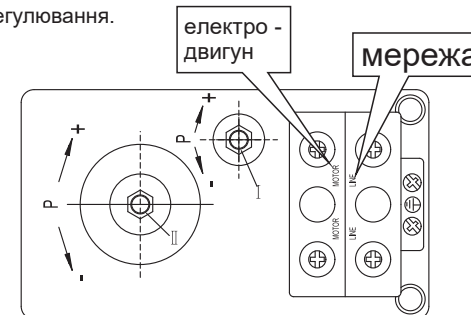 егулювання.
електро -
двигун
мережа
+
P
-
+
P
-
I
II
MOTOR
LINE
MOTOR
LINE